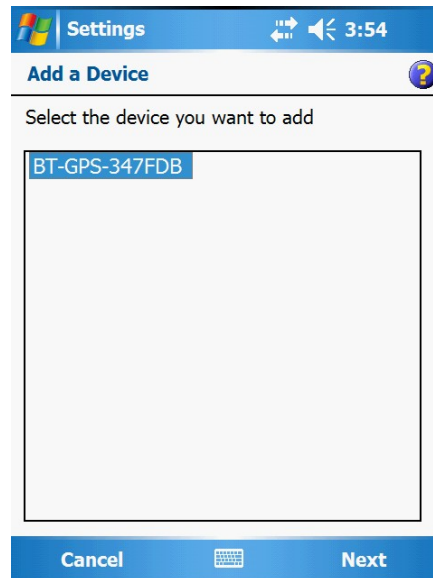 Settings 3:54
Add a Device ?
Select the device you want to add
BT-GPS-347FDB
Cancel Next